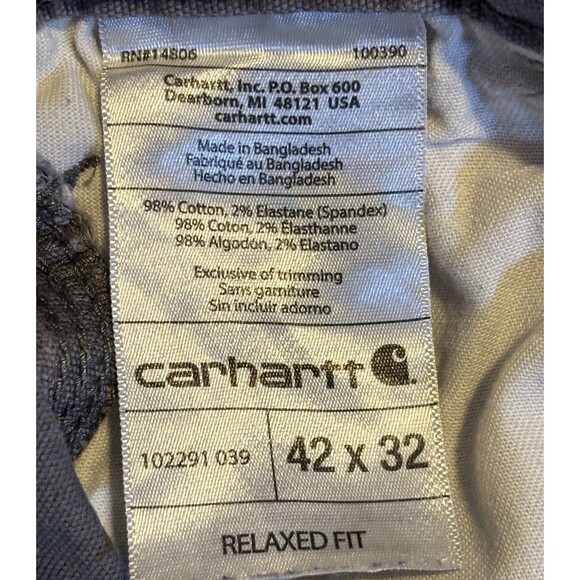 RN#14806 100390
Carhartt, Inc. P.O. Box 600
Dearborn, MI 48121 USA
carhartt.com
Made in Bangladesh
Fabriqué au Bangladesh
Hecho en Bangladesh
98% Cotton, 2% Elastane (Spandex)
98% Coton, 2% Elasthanne
98% Algodón, 2% Elastano
Exclusive of trimming
Sans garniture
Sin incluir adorno
carhartt
102291 039 42 x 32
RELAXED FIT